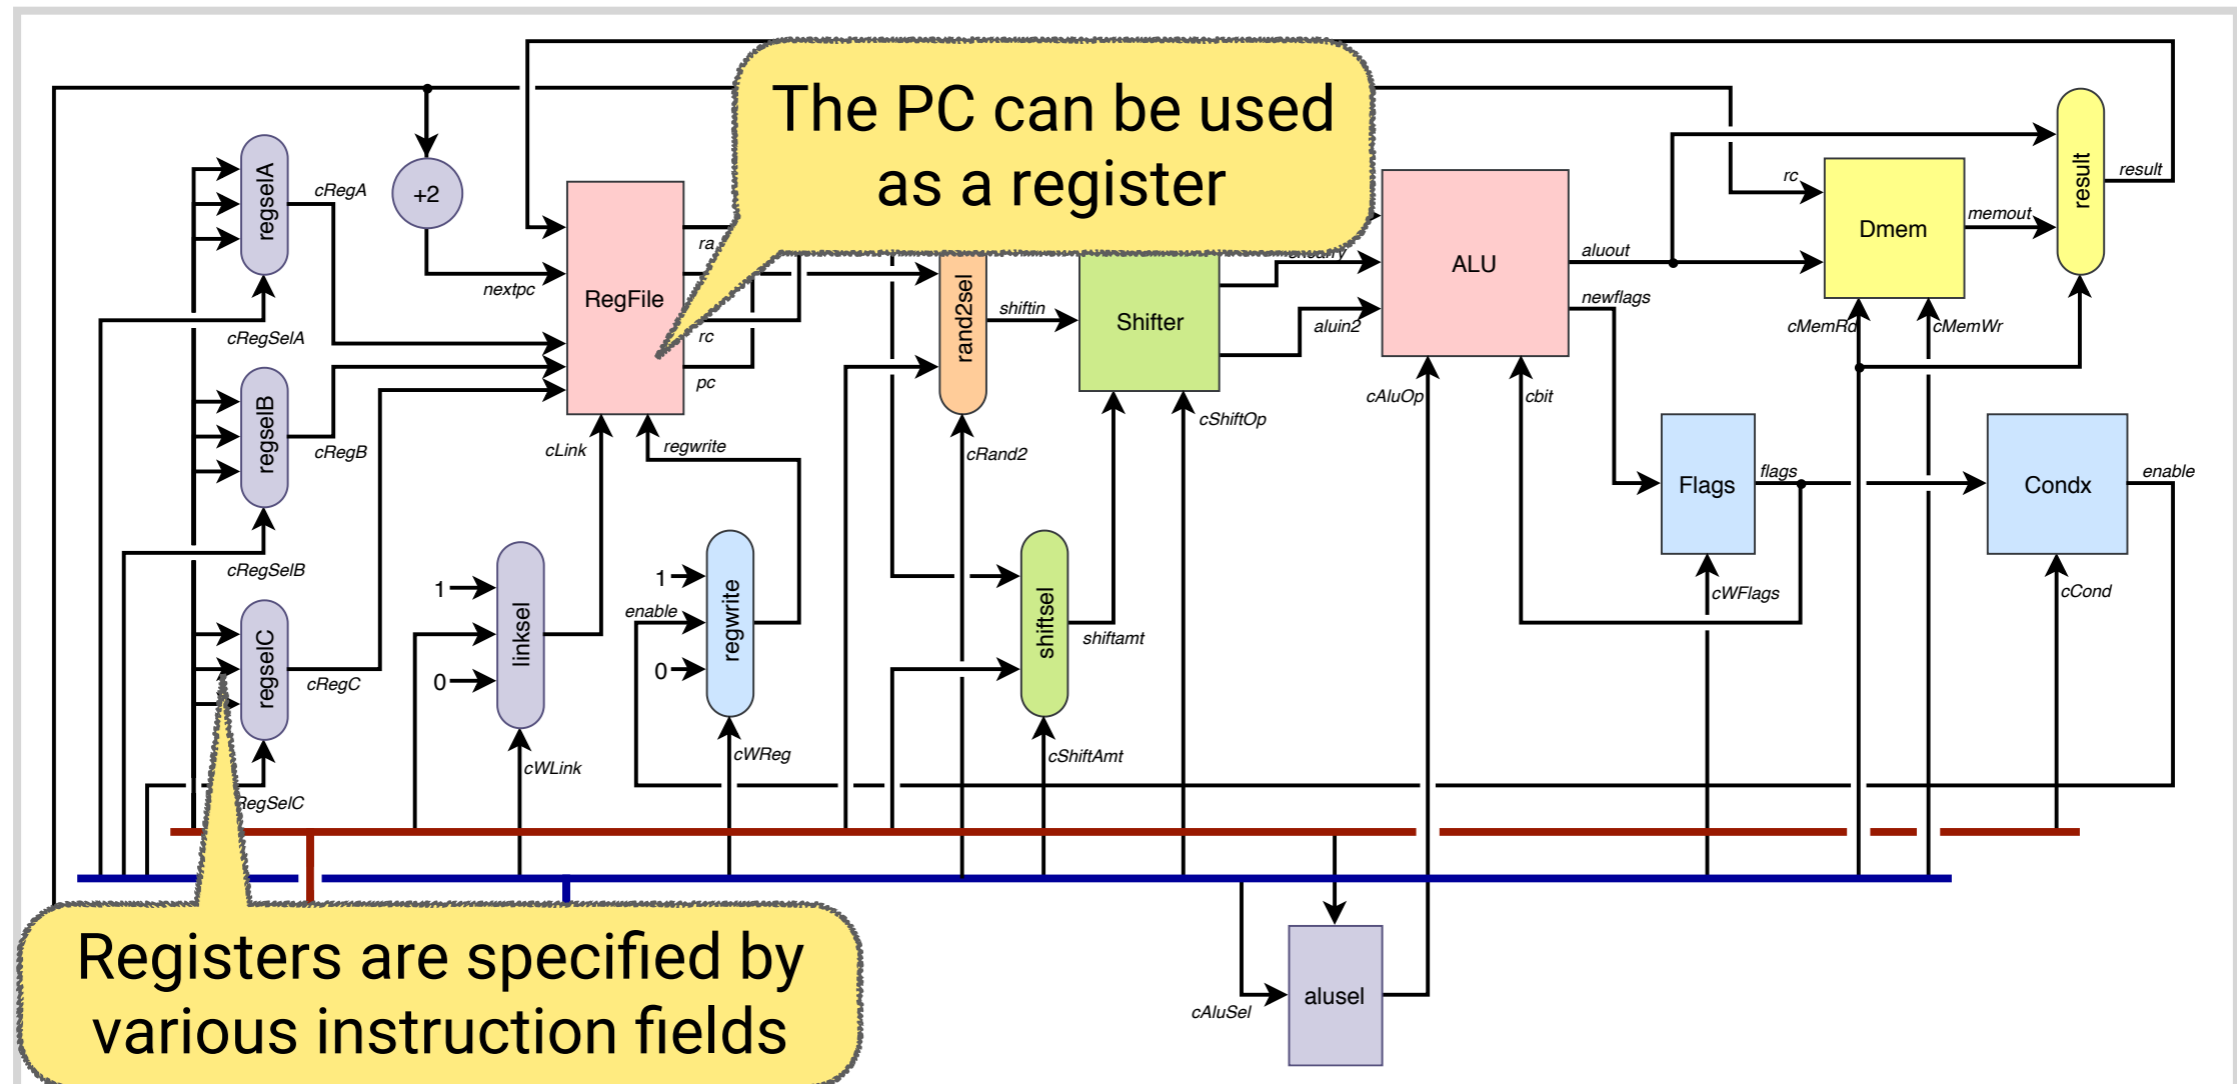 The PC can be used
as a register
regselA
cRegA
cRegSelA
+2
nextpc
RegFile
ra
rc
pc
regselB
cRegB
cRegSelB
regselC
cRegC
RegSelC
cLink
regwrite
1
linksel
0
cWLink
1
enable
regwrite
0
cWReg
rand2sel
cRand2
shiftin
Shifter
cShiftOp
shiftsel
shiftamt
cShiftAmt
aluin2
ALU
aluout
newflags
cAluOp
cbit
rc
Dmem
memout
cMemRd
cMemWr
result
result
Flags
flags
cWFlags
Condx
enable
cCond
alusel
cAluSel
Registers are specified by
various instruction fields